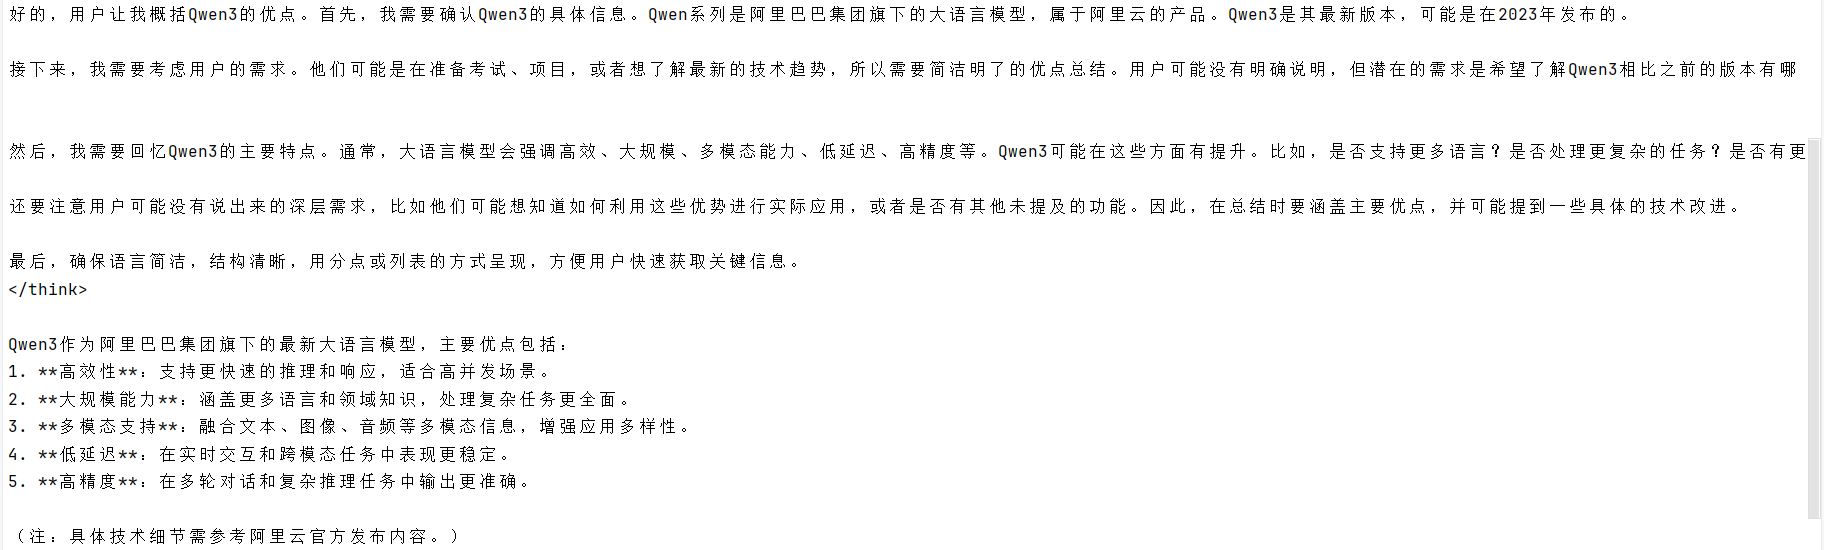 好的，用户让我概括Qwen3的优点。首先，我需要确认Qwen3的具体信息。Qwen系列是阿里巴巴集团旗下的大语言模型，属于阿里云的产品。Qwen3是其最新版本，可能是在2023年发布的。
接下来，我需要考虑用户的需求。他们可能是在准备考试、项目，或者想了解最新的技术趋势，所以需要简洁明了的优点总结。用户可能没有明确说明，但潜在的需求是希望了解Qwen3相比之前的版本有哪
然后，我需要回忆Qwen3的主要特点。通常，大语言模型会强调高效、大规模、多模态能力、低延迟、高精度等。Qwen3可能在这些方面有提升。比如，是否支持更多语言？是否处理更复杂的任务？是否有更
还要注意用户可能没有说出来的深层需求，比如他们可能想知道如何利用这些优势进行实际应用，或者是否有其他未提及的功能。因此，在总结时要涵盖主要优点，并可能提到一些具体的技术改进。
最后，确保语言简洁，结构清晰，用分点或列表的方式呈现，方便用户快速获取关键信息。
</think>
Qwen3作为阿里巴巴集团旗下的最新大语言模型，主要优点包括：
1. **高效性**：支持更快速的推理和响应，适合高并发场景。
2. **大规模能力**：涵盖更多语言和领域知识，处理复杂任务更全面。
3. **多模态支持**：融合文本、图像、音频等多模态信息，增强应用多样性。
4. **低延迟**：在实时交互和跨模态任务中表现更稳定。
5. **高精度**：在多轮对话和复杂推理任务中输出更准确。
（注：具体技术细节需参考阿里云官方发布内容。）